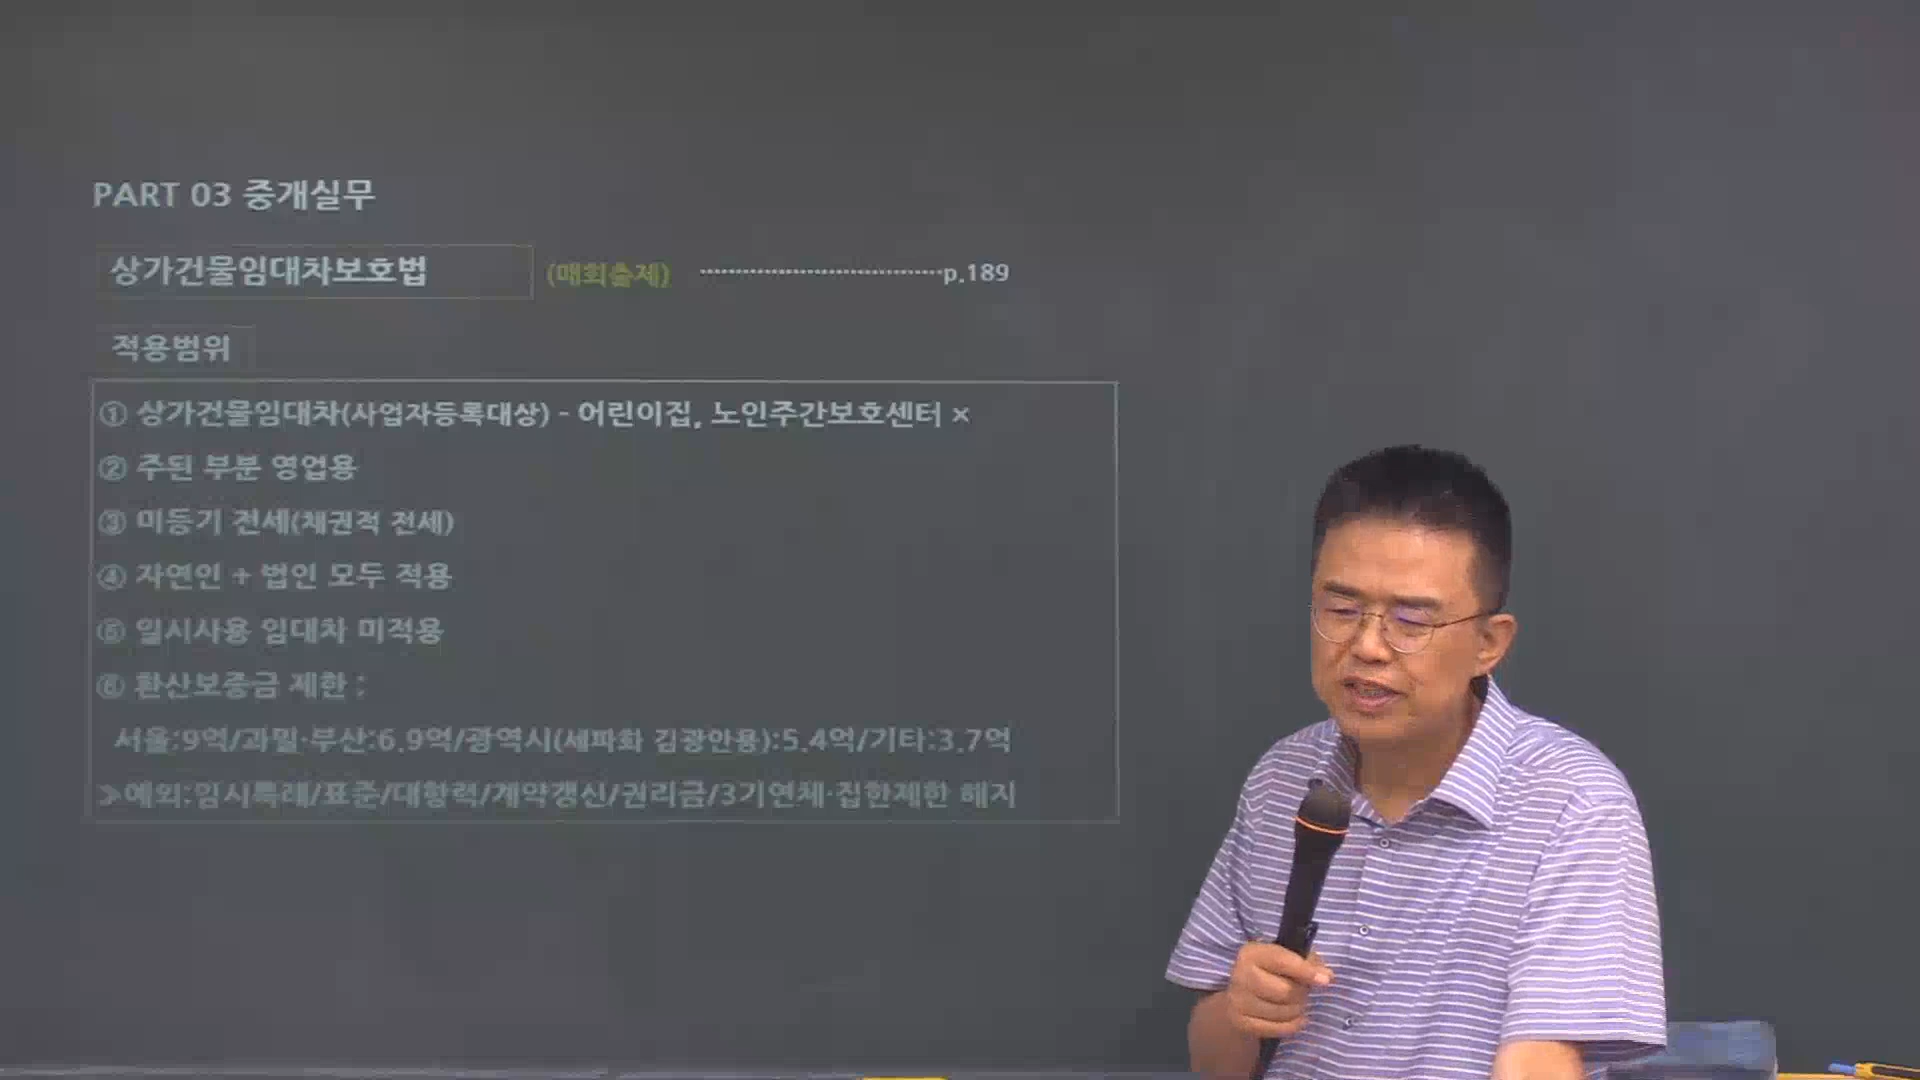 PART 03 중개실무
상가건물임대차보호법 (매회출제) ----------------------------------p.189
적용범위
① 상가건물임대차(사업자등록대상) - 어린이집, 노인주간보호센터 ×
② 주된 부분 영업용
③ 미등기 전세(채권적 전세)
④ 자연인 + 법인 모두 적용
⑤ 일시사용 임대차 미적용
⑥ 환산보증금 제한 :
서울:9억/과밀·부산:6.9억/광역시(세파화 김광안용):5.4억/기타:3.7억
➢예외:임시특례/표준/대항력/계약갱신/권리금/3기연체·집한제한 해지